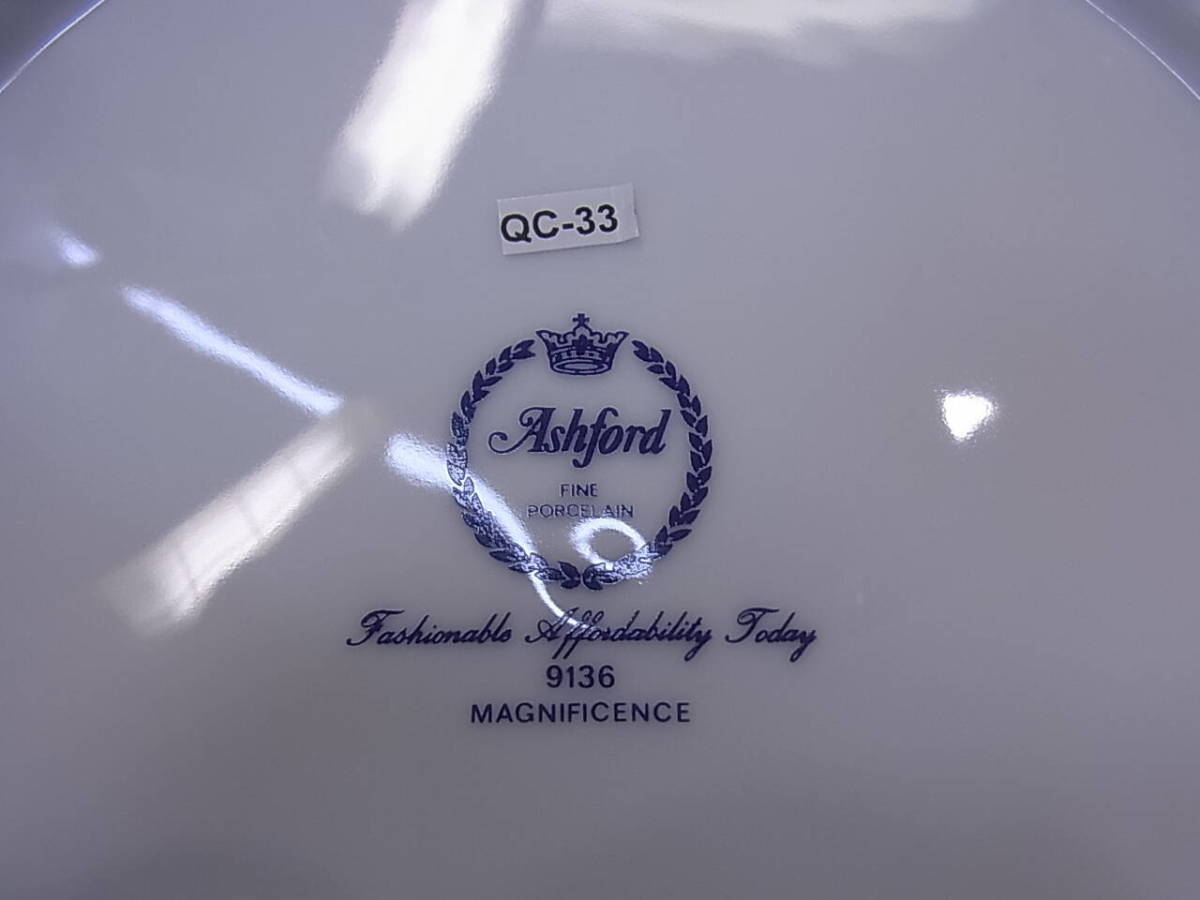 QC-33
Ashford
FINE
PORCELAIN
Fashionable Affordability Today
9136
MAGNIFICENCE